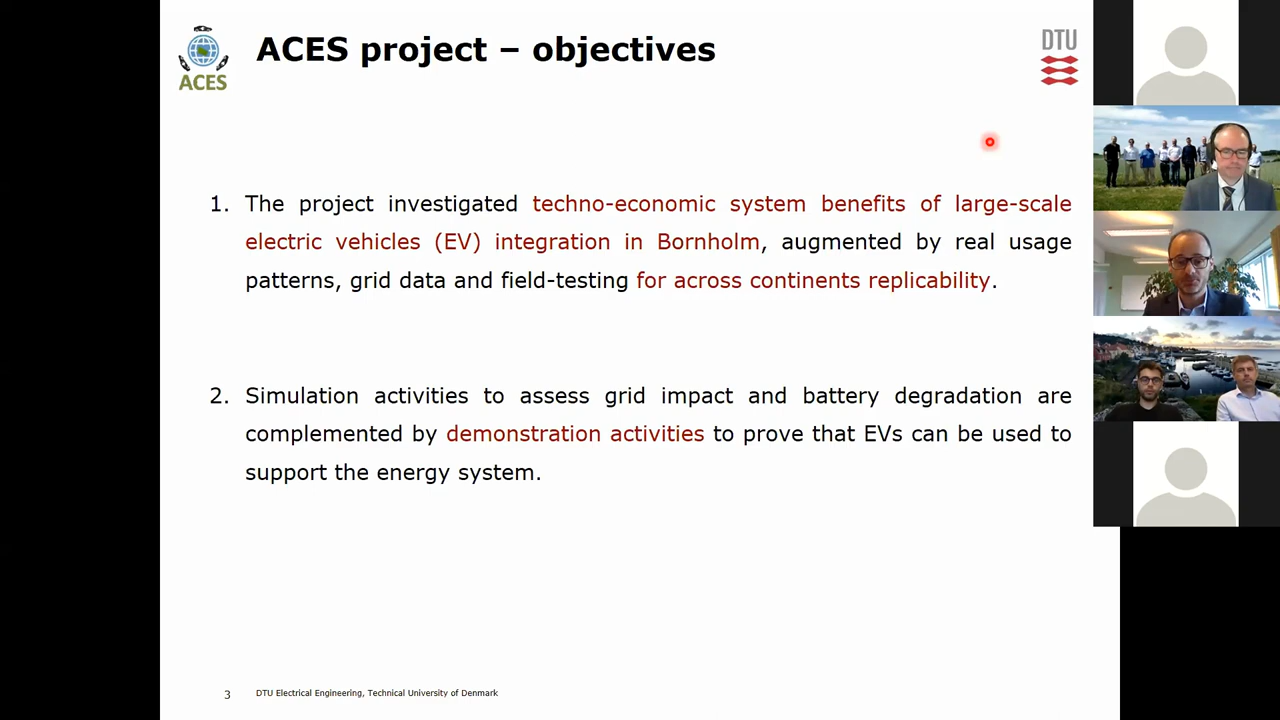 ACES project – objectives
ACES
DTU
1. The project investigated techno-economic system benefits of large-scale
electric vehicles (EV) integration in Bornholm, augmented by real usage
patterns, grid data and field-testing for across continents replicability.
2. Simulation activities to assess grid impact and battery degradation are
complemented by demonstration activities to prove that EVs can be used to
support the energy system.
3 DTU Electrical Engineering, Technical University of Denmark